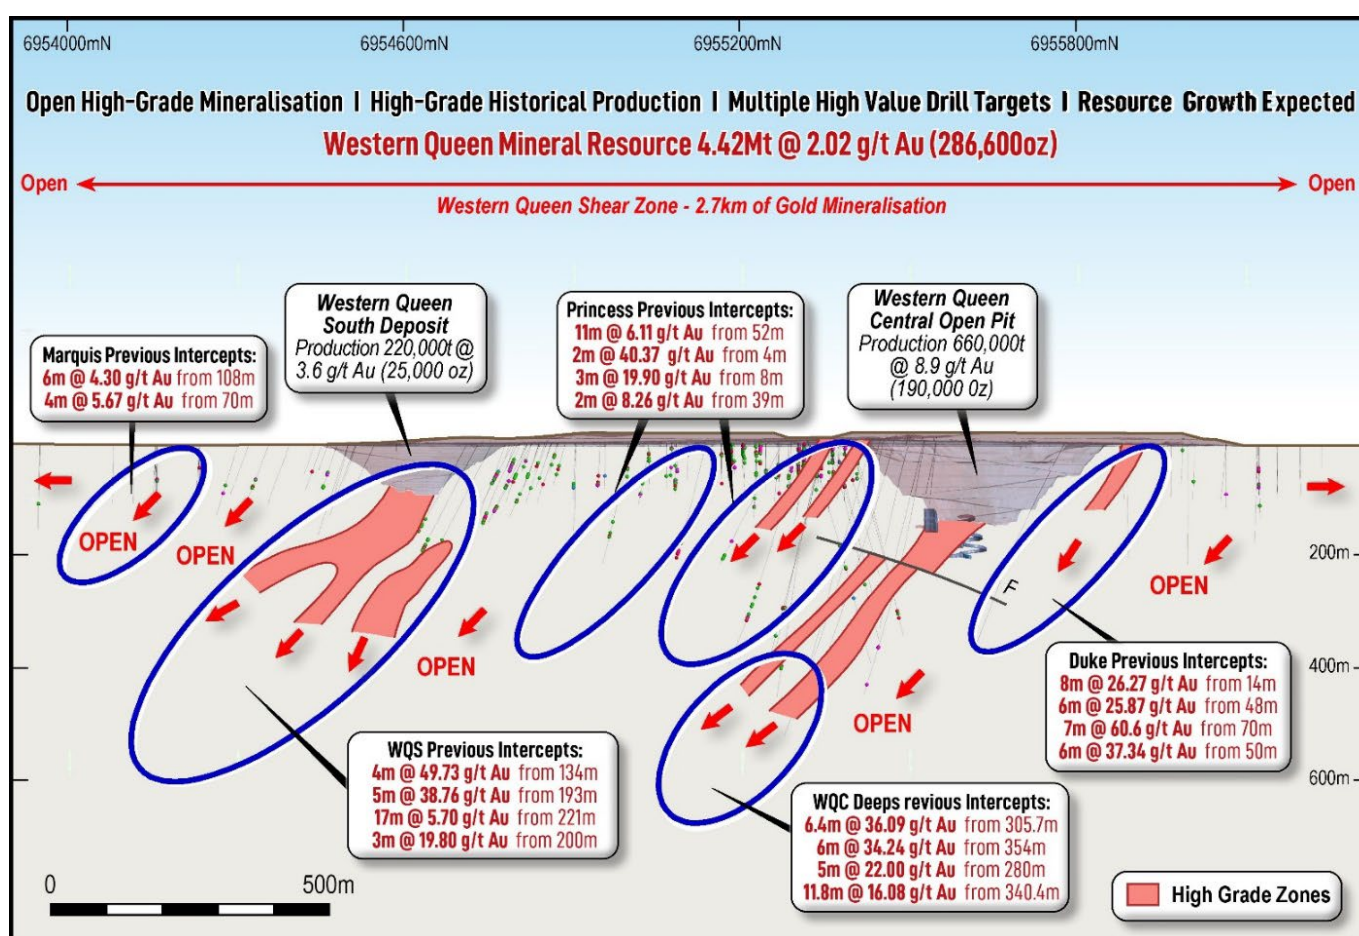 6954000mN
6954600mN
6955200mN
6955800mN
Open High-Grade Mineralisation I High-Grade Historical Production I Multiple High Value Drill Targets I Resource Growth Expected
Western Queen Mineral Resource 4.42Mt @ 2.02 g/t Au (286,600oz)
Open
Open
Western Queen Shear Zone - 2.7km of Gold Mineralisation
Marquis Previous Intercepts:
6m @ 4.30 g/t Au from 108m
4m @ 5.67 g/t Au from 70m
Western Queen
South Deposit
Production 220,000t @
3.6 g/t Au (25,000 oz)
Princess Previous Intercepts:
11m @ 6.11 g/t Au from 52m
2m @ 40.37 g/t Au from 4m
3m @ 19.90 g/t Au from 8m
2m @ 8.26 g/t Au from 39m
Western Queen
Central Open Pit
Production 660,000t
@ 8.9 g/t Au
(190,000 0z)
OPEN
OPEN
OPEN
OPEN
OPEN
F
200m
400m
600m
Duke Previous Intercepts:
8m @ 26.27 g/t Au from 14m
6m @ 25.87 g/t Au from 48m
7m @ 60.6 g/t Au from 70m
6m @ 37.34 g/t Au from 50m
WQS Previous Intercepts:
4m @ 49.73 g/t Au from 134m
5m @ 38.76 g/t Au from 193m
17m @ 5.70 g/t Au from 221m
3m @ 19.80 g/t Au from 200m
WQC Deeps revious Intercepts:
6.4m @ 36.09 g/t Au from 305.7m
6m @ 34.24 g/t Au from 354m
5m @ 22.00 g/t Au from 280m
11.8m @ 16.08 g/t Au from 340.4m
0
500m
High Grade Zones